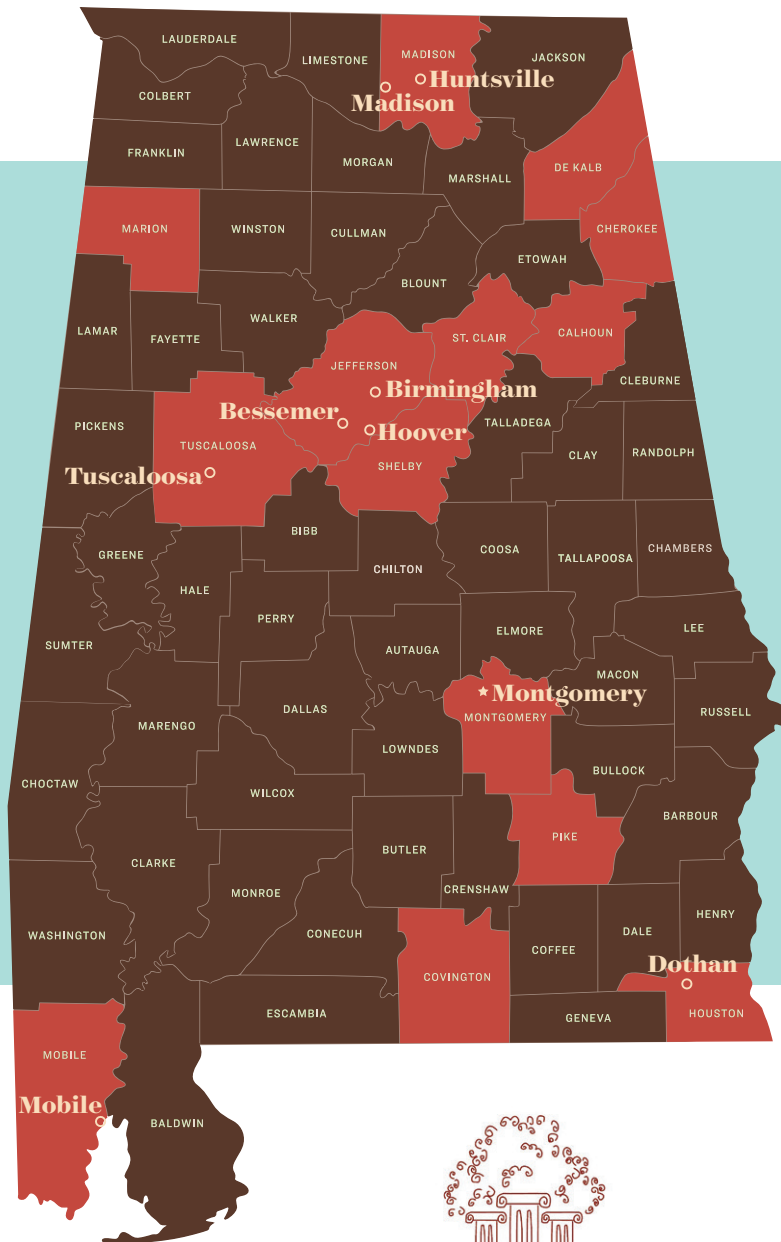 LAUDERDALE
LIMESTONE
MADISON
JACKSON
Huntsville
Madison
COLBERT
FRANKLIN
LAWRENCE
MORGAN
MARSHALL
DE KALB
MARION
WINSTON
CULLMAN
CHEROKEE
ETOWAH
BLOUNT
WALKER
LAMAR
FAYETTE
ST. CLAIR
CALHOUN
JEFFERSON
CLEBURNE
Birmingham
Bessemer
Hoover
PICKENS
TALLADEGA
TUSCALOOSA
Tuscaloosa
SHELBY
CLAY
RANDOLPH
BIBB
GREENE
HALE
CHILTON
COOSA
TALLAPOOSA
CHAMBERS
PERRY
SUMTER
AUTAUGA
ELMORE
LEE
MACON
Montgomery
MONTGOMERY
RUSSELL
DALLAS
MARENGO
LOWNDES
BULLOCK
CHOCTAW
WILCOX
BARBOUR
PIKE
CLARKE
BUTLER
MONROE
CRENSHAW
WASHINGTON
CONECUH
COVINGTON
COFFEE
DALE
HENRY
Dothan
HOUSTON
ESCAMBIA
GENEVA
MOBILE
Mobile
BALDWIN